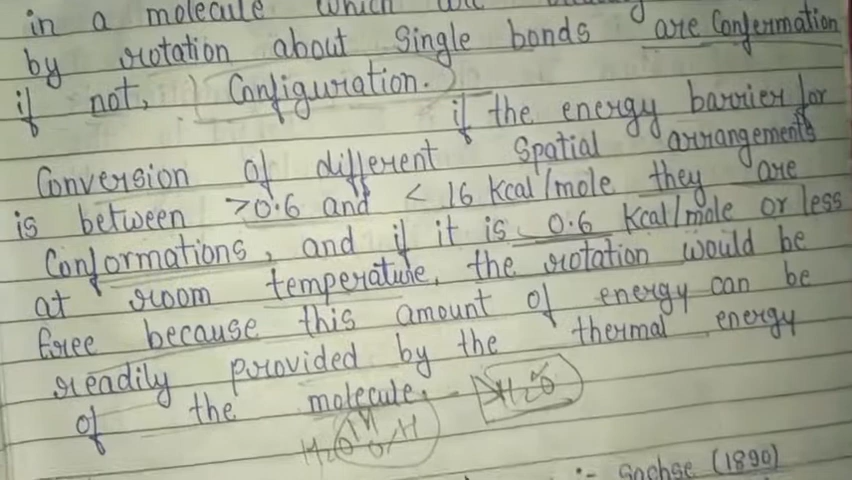 in a molecule which are
by rotation about Single bonds are Confermation
if not, Configuration.
if the energy barrier for
Conversion of different Spatial arrangements
is between >0.6 and < 16 Kcal/mole they are
Conformations, and if it is 0.6 Kcal/mole or less
at room temperature, the rotation would be
free because this amount of energy can be
readily provided by the thermal energy
of the molecule.
:- Sachse (1890)